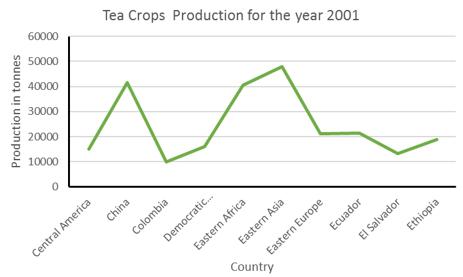 Tea Crops Production for the year 2001
60000
50000
40000
30000
20000
10000
0
Production in tonnes
Central America
China
Colombia
Democratic...
Eastern Africa
Eastern Asia
Eastern Europe
Ecuador
El Salvador
Ethiopia
Country